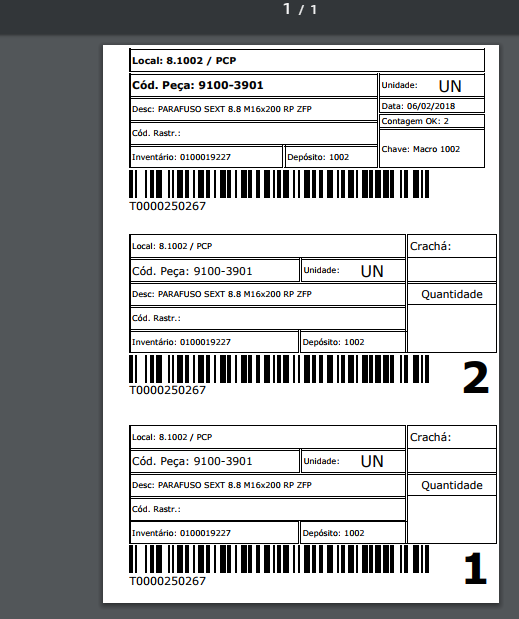 1 / 1
Local: 8.1002 / PCP
Cód. Peça: 9100-3901
Unidade: UN
Desc: PARAFUSO SEXT 8.8 M16x200 RP ZFP
Data: 06/02/2018
Contagem OK: 2
Cód. Rastr.:
Chave: Macro 1002
Inventário: 0100019227
Depósito: 1002
T0000250267
Local: 8.1002 / PCP
Crachá:
Cód. Peça: 9100-3901
Unidade: UN
Desc: PARAFUSO SEXT 8.8 M16x200 RP ZFP
Quantidade
Cód. Rastr.:
Inventário: 0100019227
Depósito: 1002
2
T0000250267
Local: 8.1002 / PCP
Crachá:
Cód. Peça: 9100-3901
Unidade: UN
Desc: PARAFUSO SEXT 8.8 M16x200 RP ZFP
Quantidade
Cód. Rastr.:
Inventário: 0100019227
Depósito: 1002
1
T0000250267